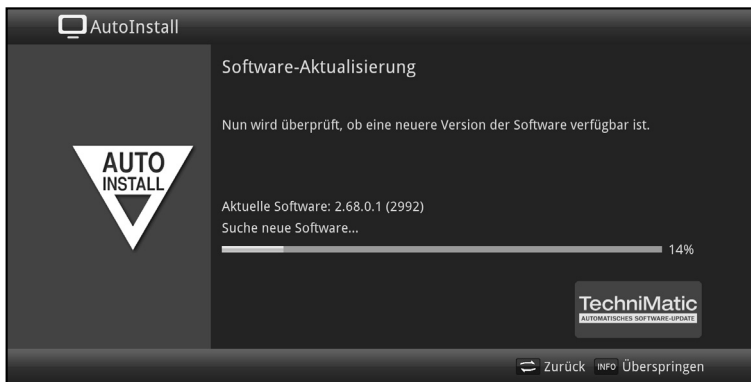 AutoInstall
Software-Aktualisierung
Nun wird überprüft, ob eine neuere Version der Software verfügbar ist.
AUTO
INSTALL
Aktuelle Software: 2.68.0.1 (2992)
Suche neue Software...
14%
TechniMatic
AUTOMATISCHES SOFTWARE-UPDATE
Zurück INFO Überspringen